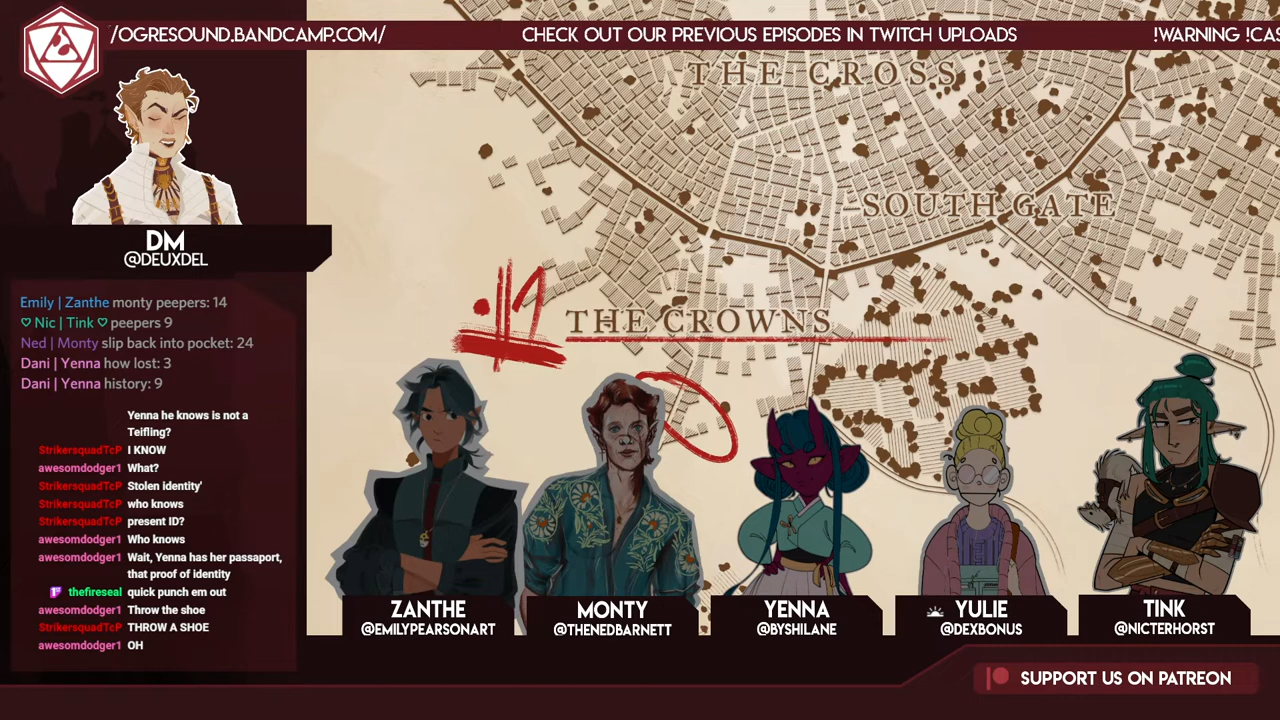 /OGRESOUND.BANDCAMP.COM/
CHECK OUT OUR PREVIOUS EPISODES IN TWITCH UPLOADS
!WARNING !CAS
THE CROSS
SOUTH GATE
THE CROWNS
DM
@DEUXDEL
Emily | Zanthe monty peepers: 14
♡ Nic | Tink ♡ peepers 9
Ned | Monty slip back into pocket: 24
Dani | Yenna how lost: 3
Dani | Yenna history: 9
Yenna he knows is not a
Teifling?
StrikersquadTcP I KNOW
awesomdodger1 What?
StrikersquadTcP Stolen identity'
StrikersquadTcP who knows
StrikersquadTcP present ID?
awesomdodger1 Who knows
awesomdodger1 Wait, Yenna has her passaport,
that proof of identity
thefireseal quick punch em out
awesomdodger1 Throw the shoe
StrikersquadTcP THROW A SHOE
awesomdodger1 OH
ZANTHE
@EMILYPEARSONART
MONTY
@THENEDBARNETT
YENNA
@BYSHILANE
YULIE
@DEXBONUS
TINK
@NICTERHORST
SUPPORT US ON PATREON